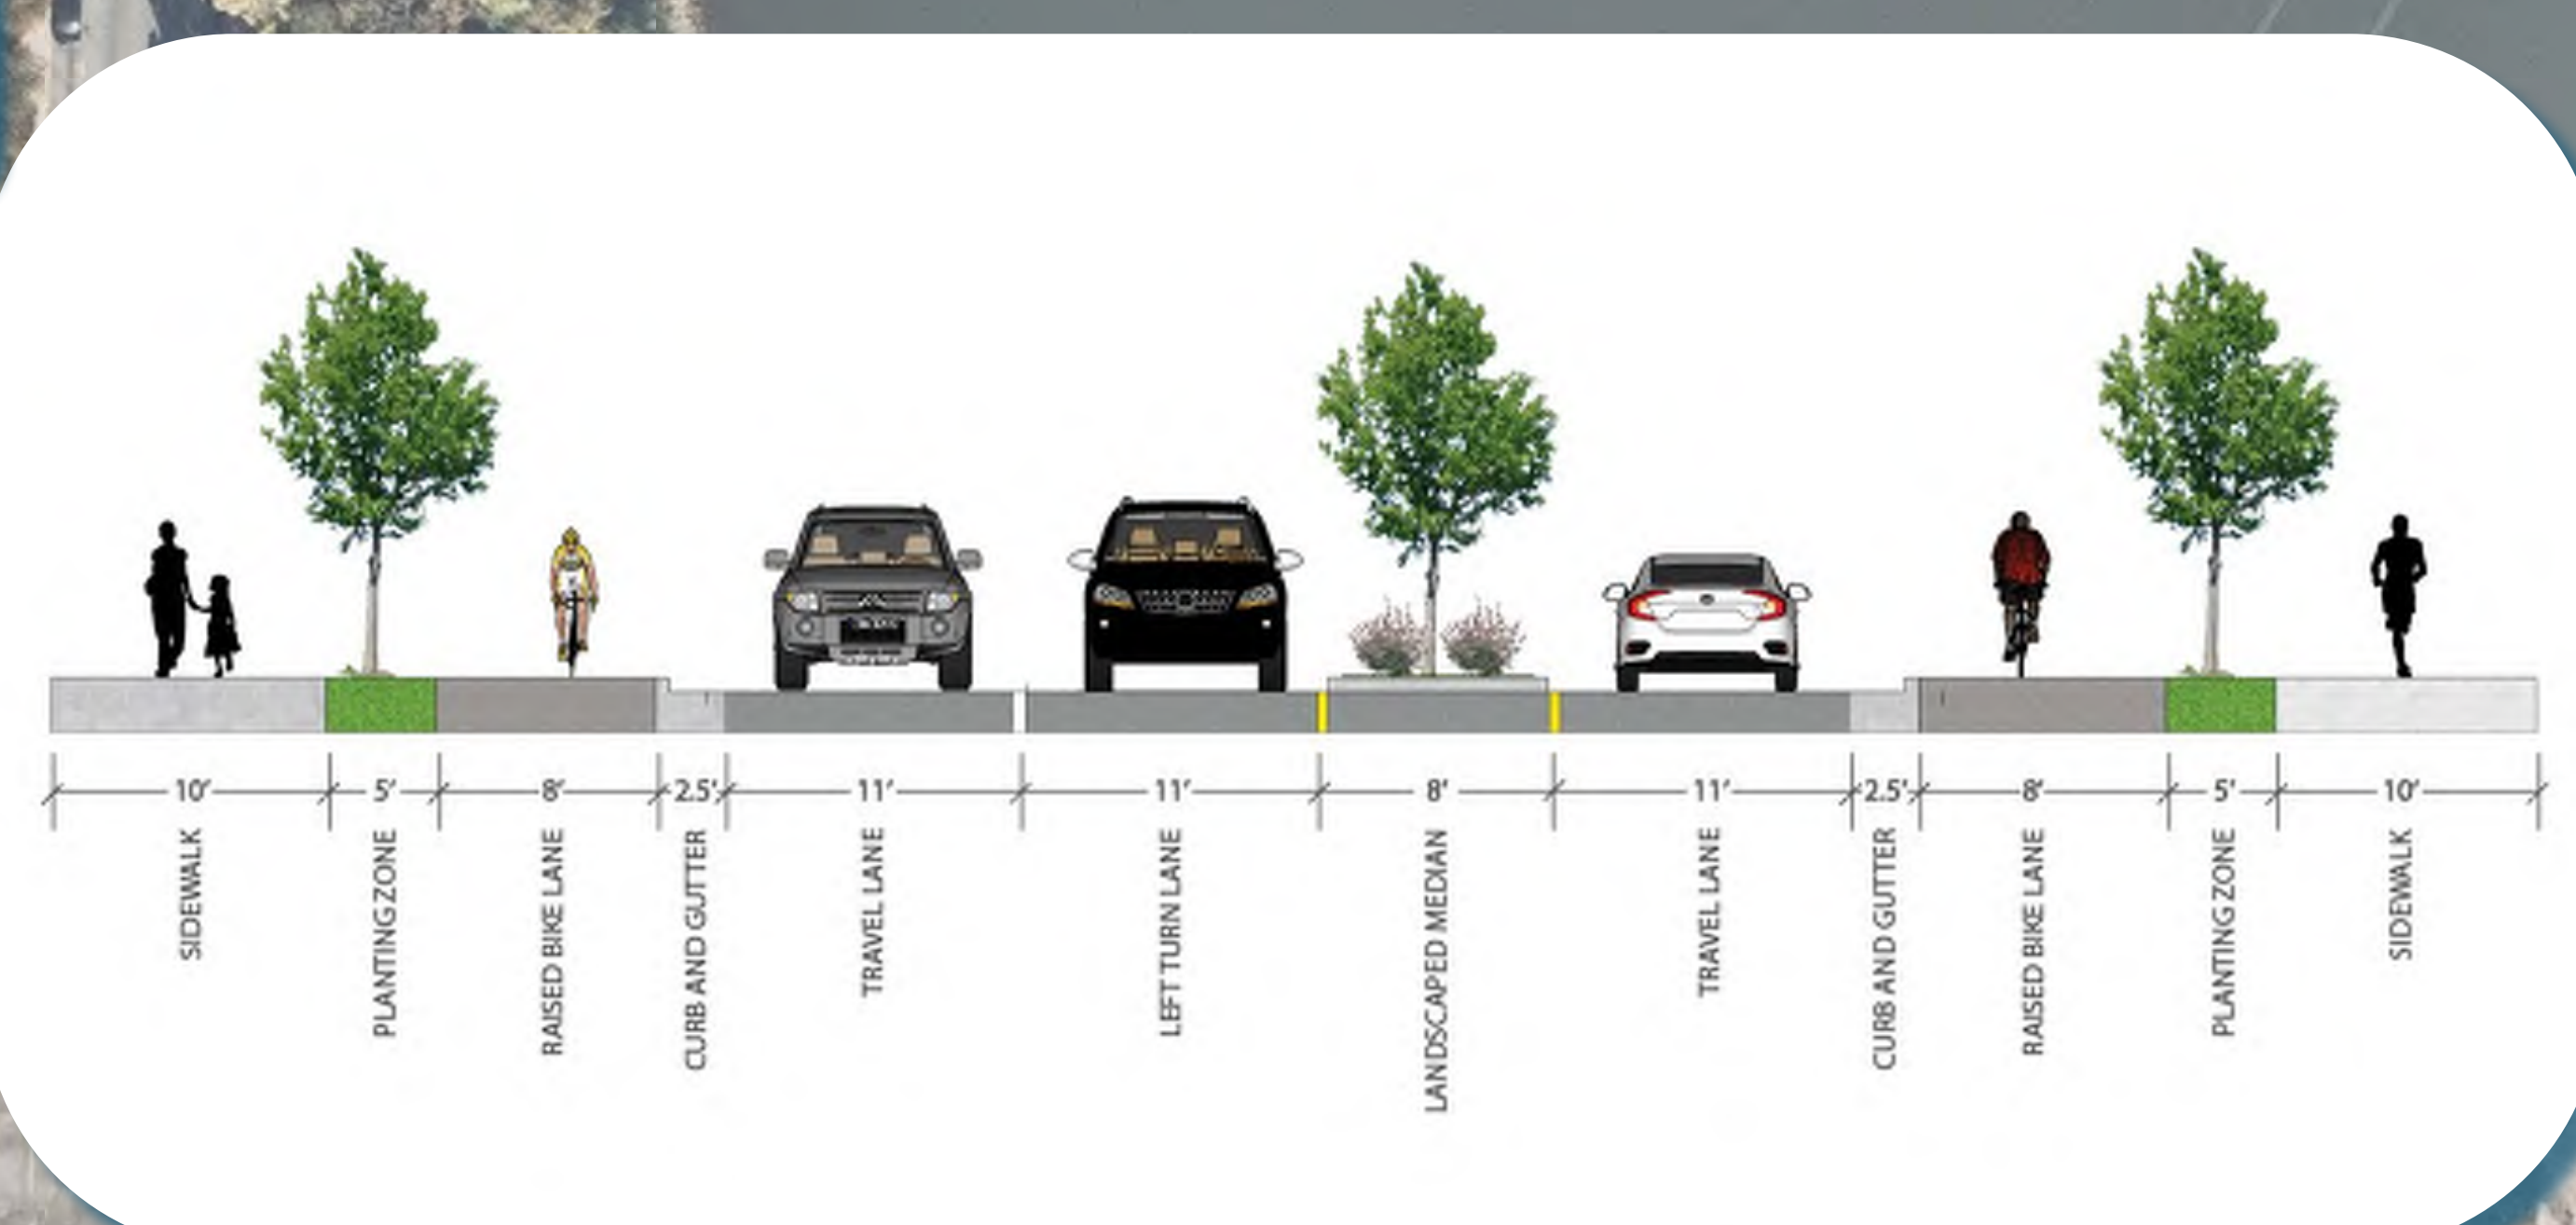 10' 5' 8' 2.5' 11' 11' 8' 11' 2.5' 8' 5' 10'
SIDEWALK
PLANTING ZONE
RAISED BIKE LANE
CURB AND GUTTER
TRAVEL LANE
LEFT TURN LANE
LANDSCAPED MEDIAN
TRAVEL LANE
CURB AND GUTTER
RAISED BIKE LANE
PLANTING ZONE
SIDEWALK